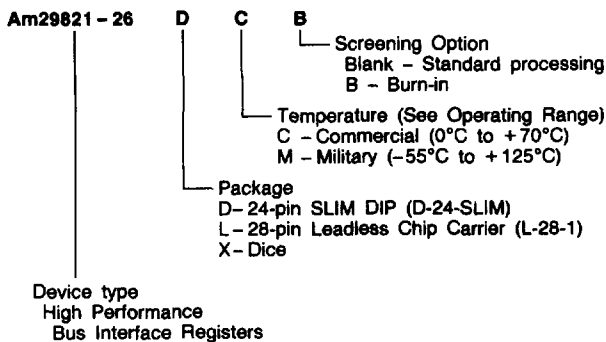 Am29821-26 D C B
Screening Option
Blank – Standard processing
B – Burn-in
Temperature (See Operating Range)
C – Commercial (0°C to +70°C)
M – Military (–55°C to +125°C)
Package
D– 24-pin SLIM DIP (D-24-SLIM)
L – 28-pin Leadless Chip Carrier (L-28-1)
X – Dice
Device type
High Performance
Bus Interface Registers